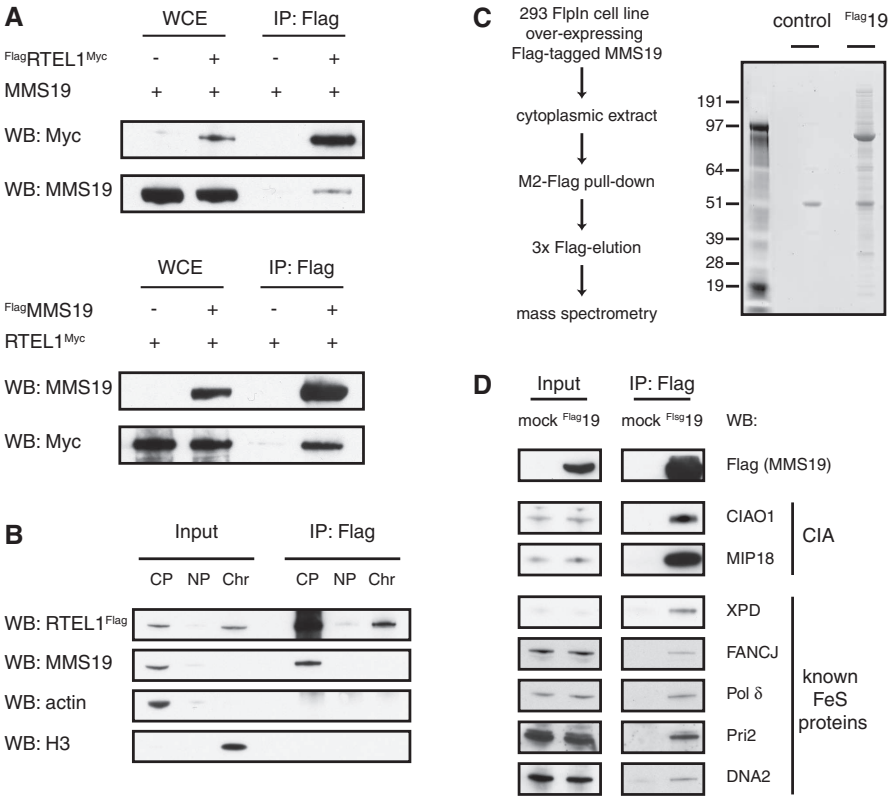 A
WCE IP: Flag
FlagRTEL1Myc - + - +
MMS19 + + + +
WB: Myc
WB: MMS19
WCE IP: Flag
FlagMMS19 - + - +
RTEL1Myc + + + +
WB: MMS19
WB: Myc
B
Input IP: Flag
CP NP Chr CP NP Chr
WB: RTEL1Flag
WB: MMS19
WB: actin
WB: H3
C
293 FlpIn cell line
over-expressing
Flag-tagged MMS19
cytoplasmic extract
M2-Flag pull-down
3x Flag-elution
mass spectrometry
control Flag19
191
97
64
51
39
28
19
D
Input IP: Flag
mock Flag19 mock Flsg19 WB:
Flag (MMS19)
CIAO1
MIP18
CIA
XPD
FANCJ
Pol δ
Pri2
DNA2
known
FeS
proteins